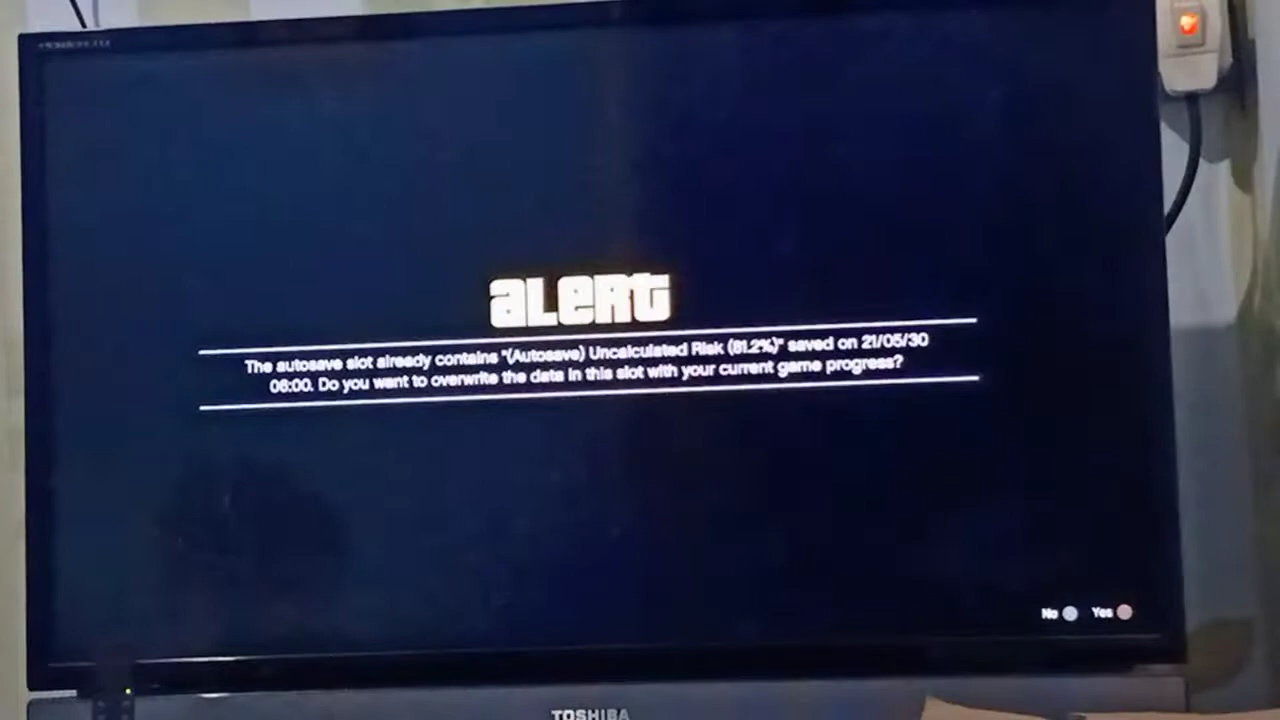 aLERt
The autosave slot already contains "(Autosave) Uncalculated Risk (81.2%)" saved on 21/05/30
06:00. Do you want to overwrite the data in this slot with your current game progress?
No Yes
TOSHIBA